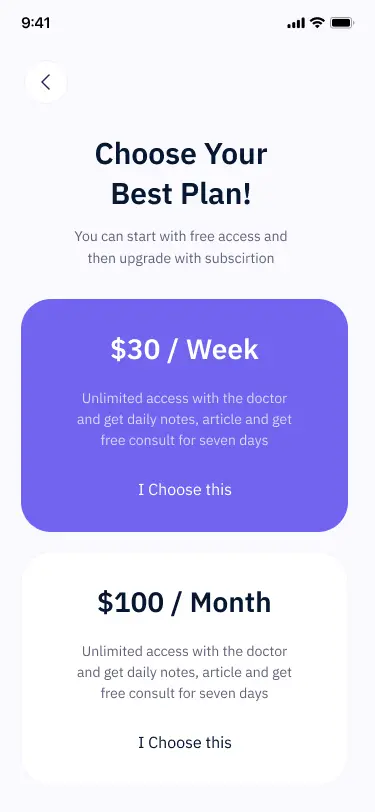 9:41
Choose Your
Best Plan!
You can start with free access and
then upgrade with subscirtion
$30 / Week
Unlimited access with the doctor
and get daily notes, article and get
free consult for seven days
I Choose this
$100 / Month
Unlimited access with the doctor
and get daily notes, article and get
free consult for seven days
I Choose this